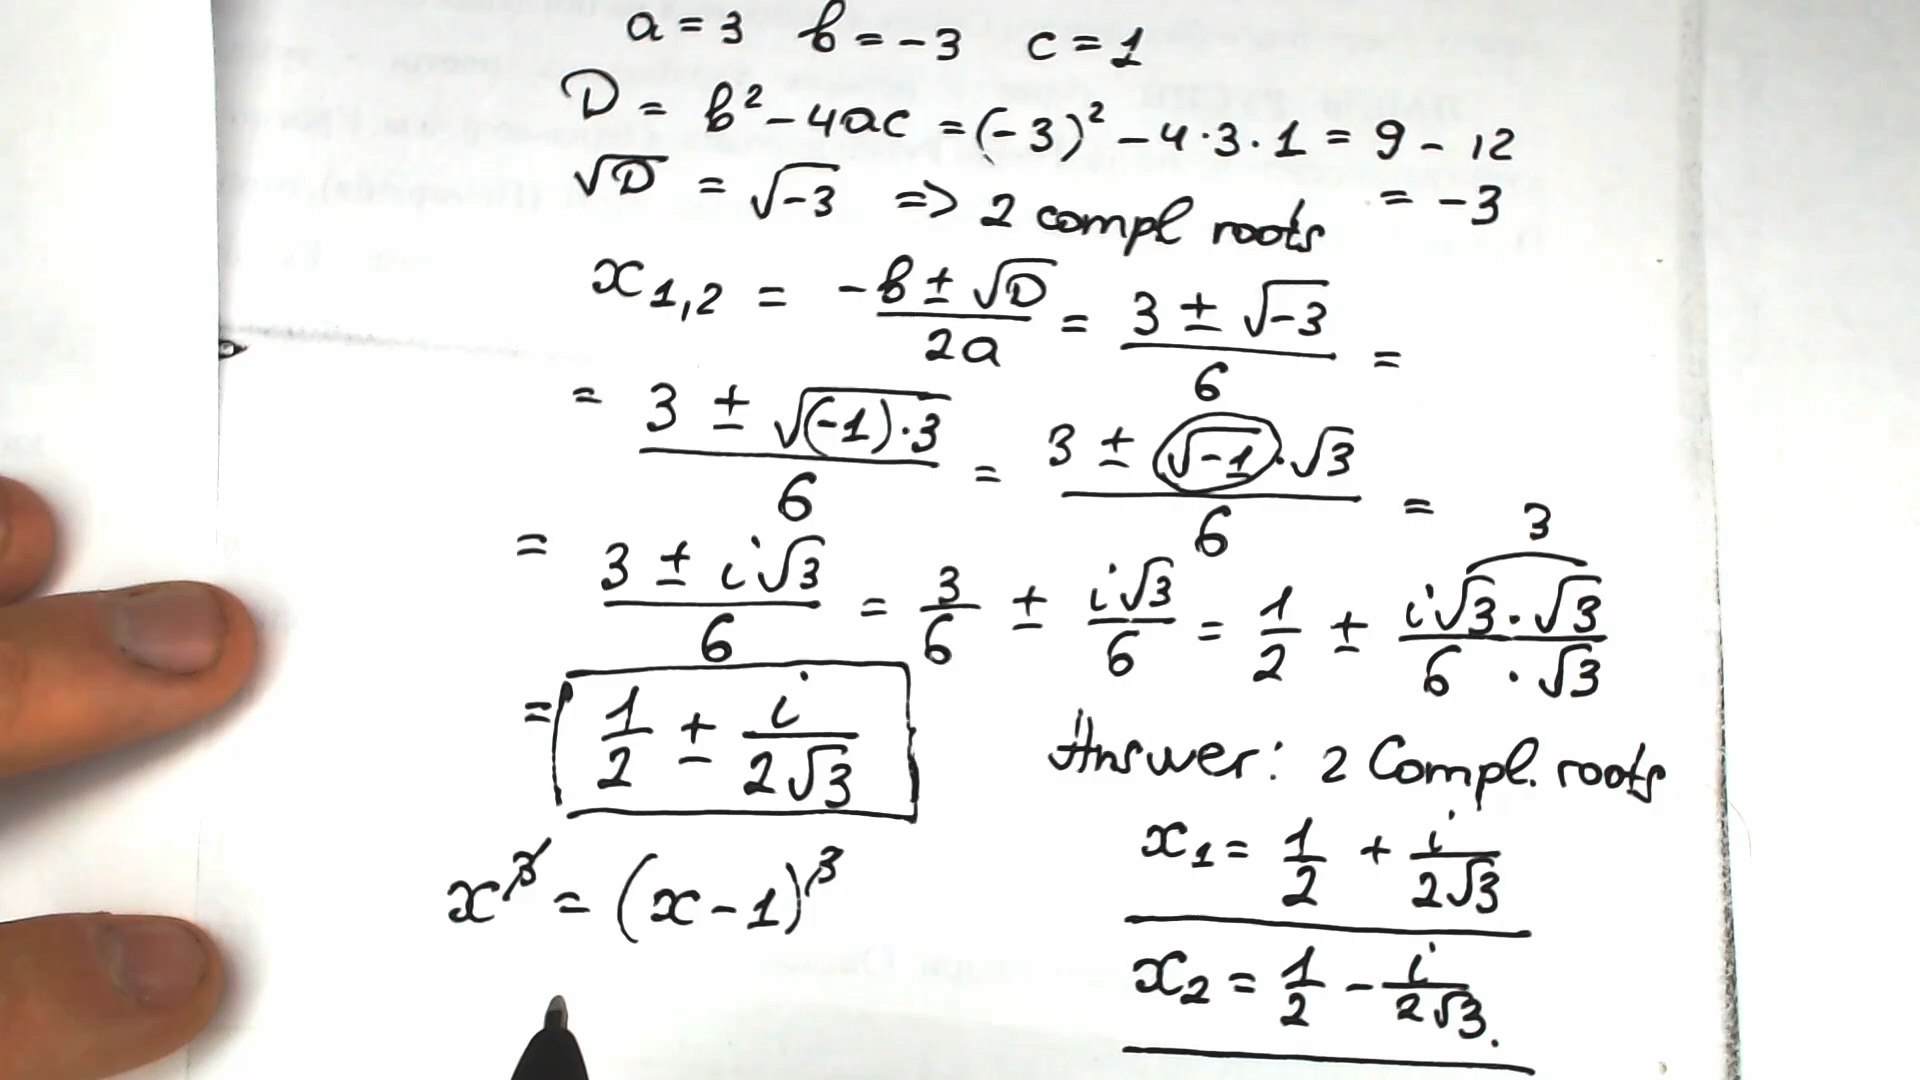 a = 3 b = -3 c = 1
D = b² - 4ac = (-3)² - 4·3·1 = 9 - 12
= -3
√D = √-3 => 2 compl roots
x1,2 = -b ± √D / 2a = 3 ± √-3 / 6 =
= 3 ± √(-1)·3 / 6 = 3 ± √-1·√3 / 6 =
= 3 ± i√3 / 6 = 3/6 ± i√3 / 6 = 1/2 ± i√3·√3 / 6·√3
3
= 1/2 ± i / 2√3
Answer: 2 Compl. roots
x1 = 1/2 + i / 2√3
x2 = 1/2 - i / 2√3.
x³ = (x-1)³